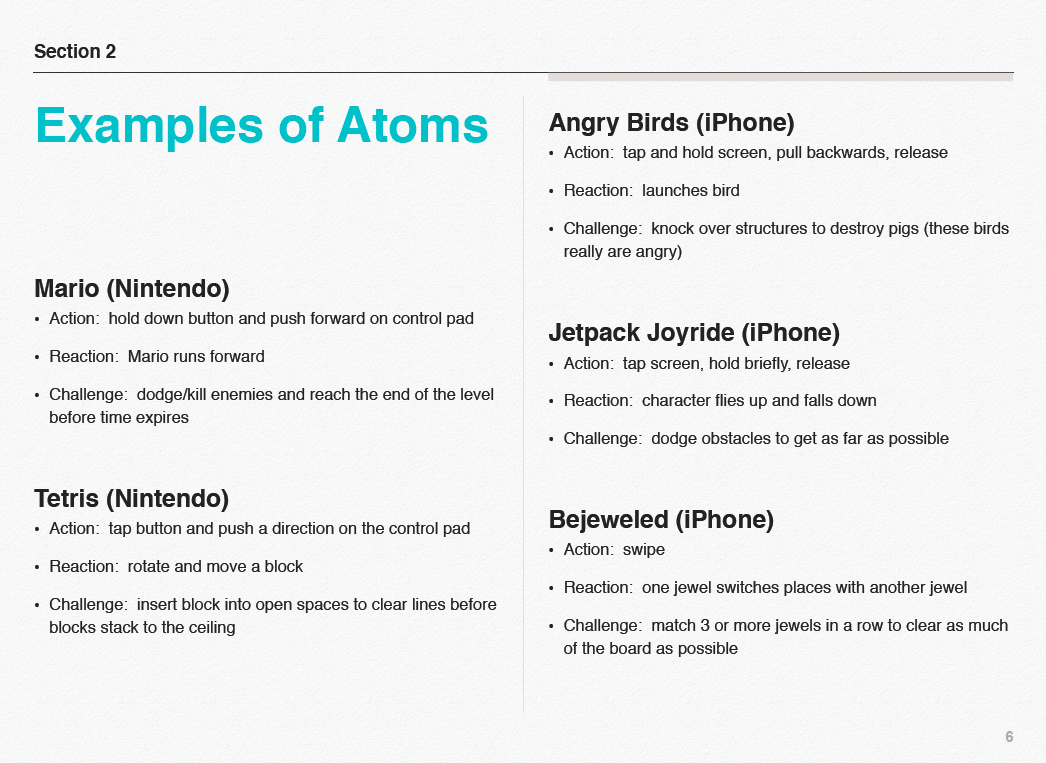 Section 2
Examples of Atoms
Mario (Nintendo)
• Action:  hold down button and push forward on control pad
• Reaction:  Mario runs forward
• Challenge:  dodge/kill enemies and reach the end of the level
before time expires
Tetris (Nintendo)
• Action:  tap button and push a direction on the control pad
• Reaction:  rotate and move a block
• Challenge:  insert block into open spaces to clear lines before
blocks stack to the ceiling
Angry Birds (iPhone)
• Action:  tap and hold screen, pull backwards, release
• Reaction:  launches bird
• Challenge:  knock over structures to destroy pigs (these birds
really are angry)
Jetpack Joyride (iPhone)
• Action:  tap screen, hold briefly, release
• Reaction:  character flies up and falls down
• Challenge:  dodge obstacles to get as far as possible
Bejeweled (iPhone)
• Action:  swipe
• Reaction:  one jewel switches places with another jewel
• Challenge:  match 3 or more jewels in a row to clear as much
of the board as possible
6